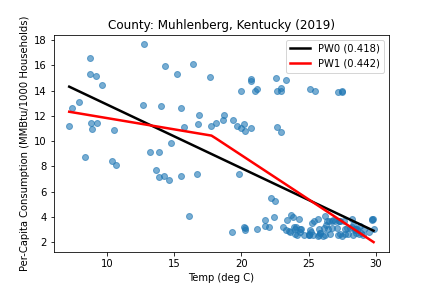 County: Muhlenberg, Kentucky (2019)
Per-Capita Consumption (MMBtu/1000 Households)
18
16
14
12
10
8
6
4
2
PW0 (0.418)
PW1 (0.442)
10 15 20 25 30
Temp (deg C)